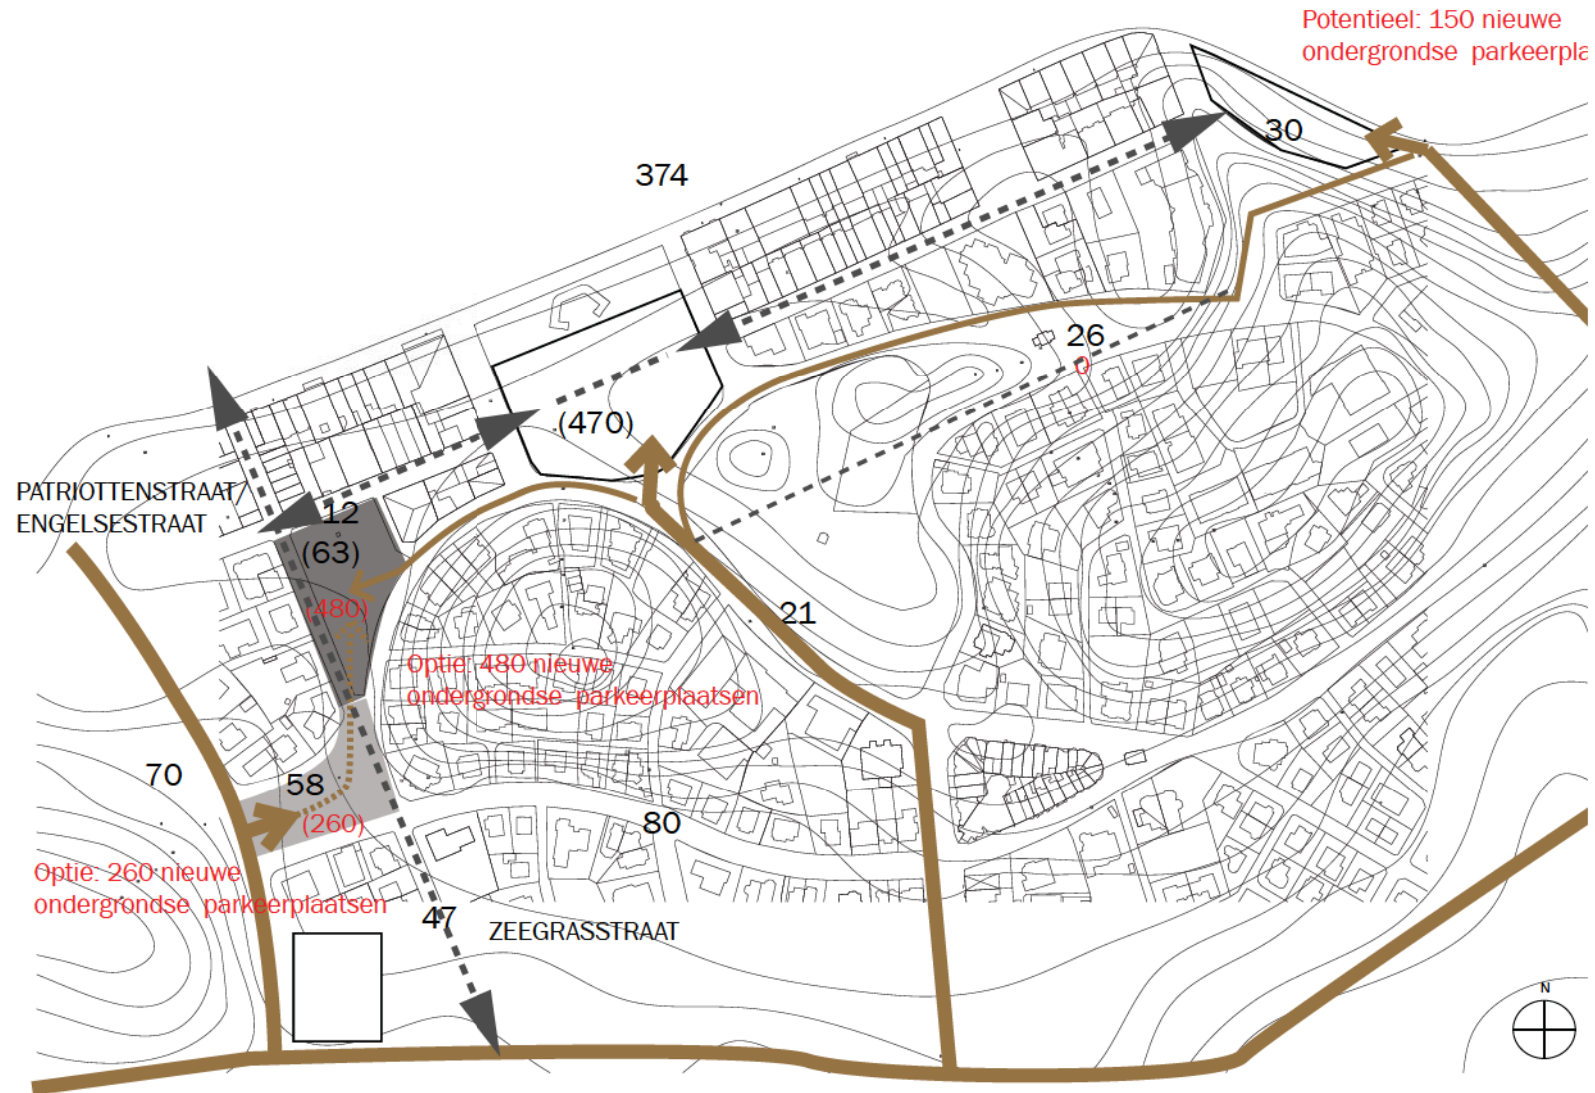 Potentieel: 150 nieuwe
ondergrondse parkeerpla
30
374
26
0
(470)
PATRIOTTENSTRAAT/
ENGELSESTRAAT
12
(63)
(480)
21
Optie: 480 nieuwe
ondergrondse parkeerplaatsen
70
58
(260)
80
Optie: 260 nieuwe
ondergrondse parkeerplaatsen
47
ZEEGRASSTRAAT
N